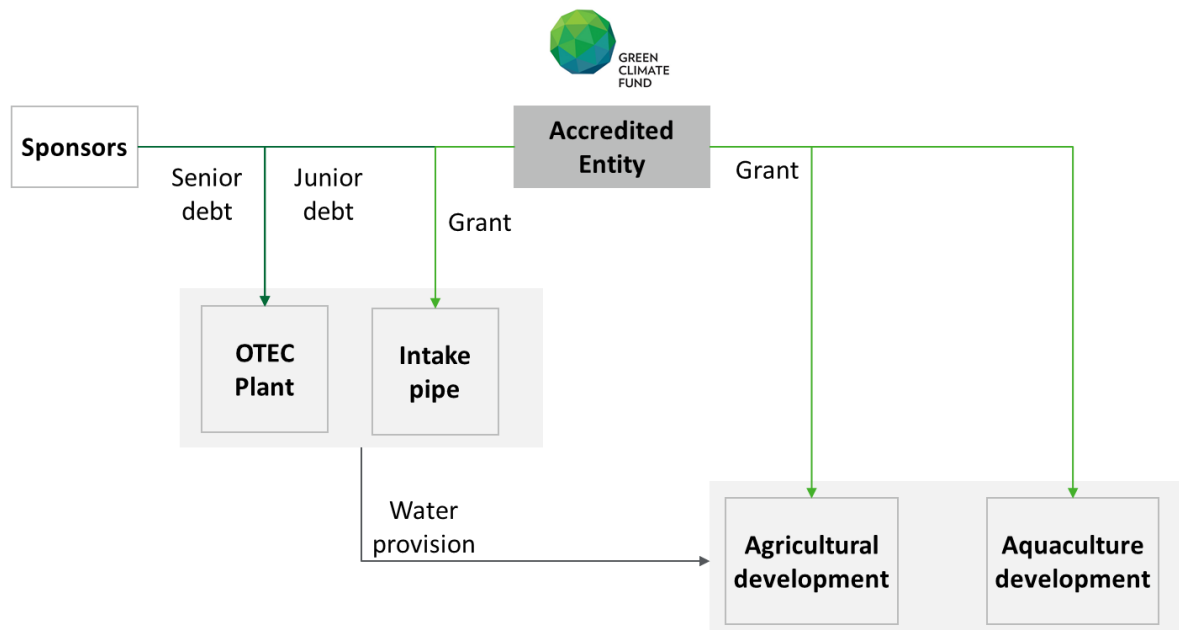 GREEN
CLIMATE
FUND
Sponsors
Accredited
Entity
Senior
debt
Junior
debt
Grant
Grant
OTEC
Plant
Intake
pipe
Water
provision
Agricultural
development
Aquaculture
development